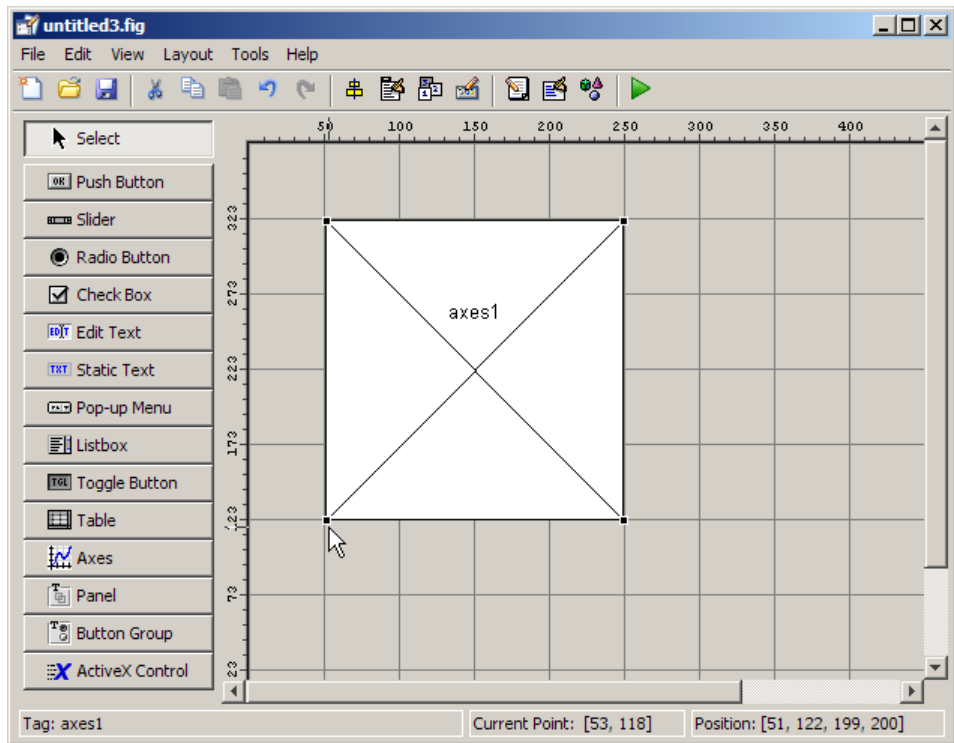 untitled3.fig
File Edit View Layout Tools Help
Select
Push Button
Slider
Radio Button
Check Box
Edit Text
Static Text
Pop-up Menu
Listbox
Toggle Button
Table
Axes
Panel
Button Group
ActiveX Control
50 100 150 200 250 300 350 400
323
273
223
173
123
73
23
axes1
Tag: axes1
Current Point: [53, 118]
Position: [51, 122, 199, 200]